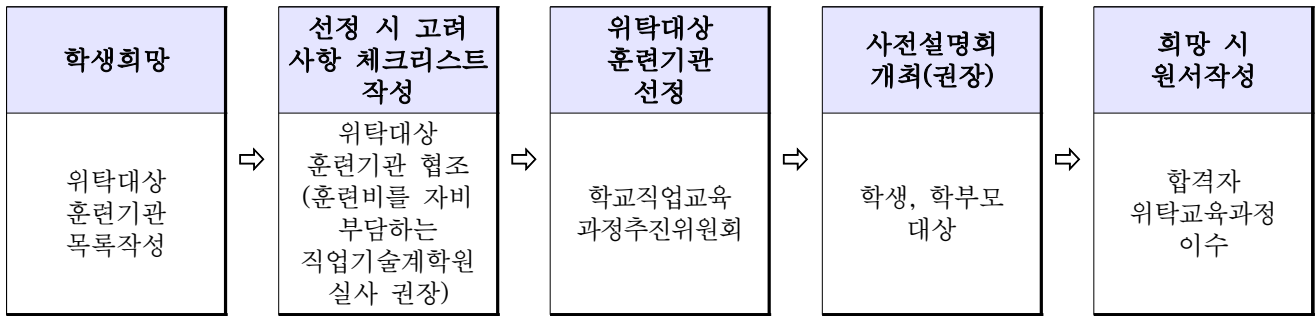 학생희망
위탁대상
훈련기관
목록작성
⇨
선정 시 고려
사항 체크리스트
작성
위탁대상
훈련기관 협조
(훈련비를 자비
부담하는
직업기술계학원
실사 권장)
⇨
위탁대상
훈련기관
선정
학교직업교육
과정추진위원회
⇨
사전설명회
개최(권장)
학생, 학부모
대상
⇨
희망 시
원서작성
합격자
위탁교육과정
이수